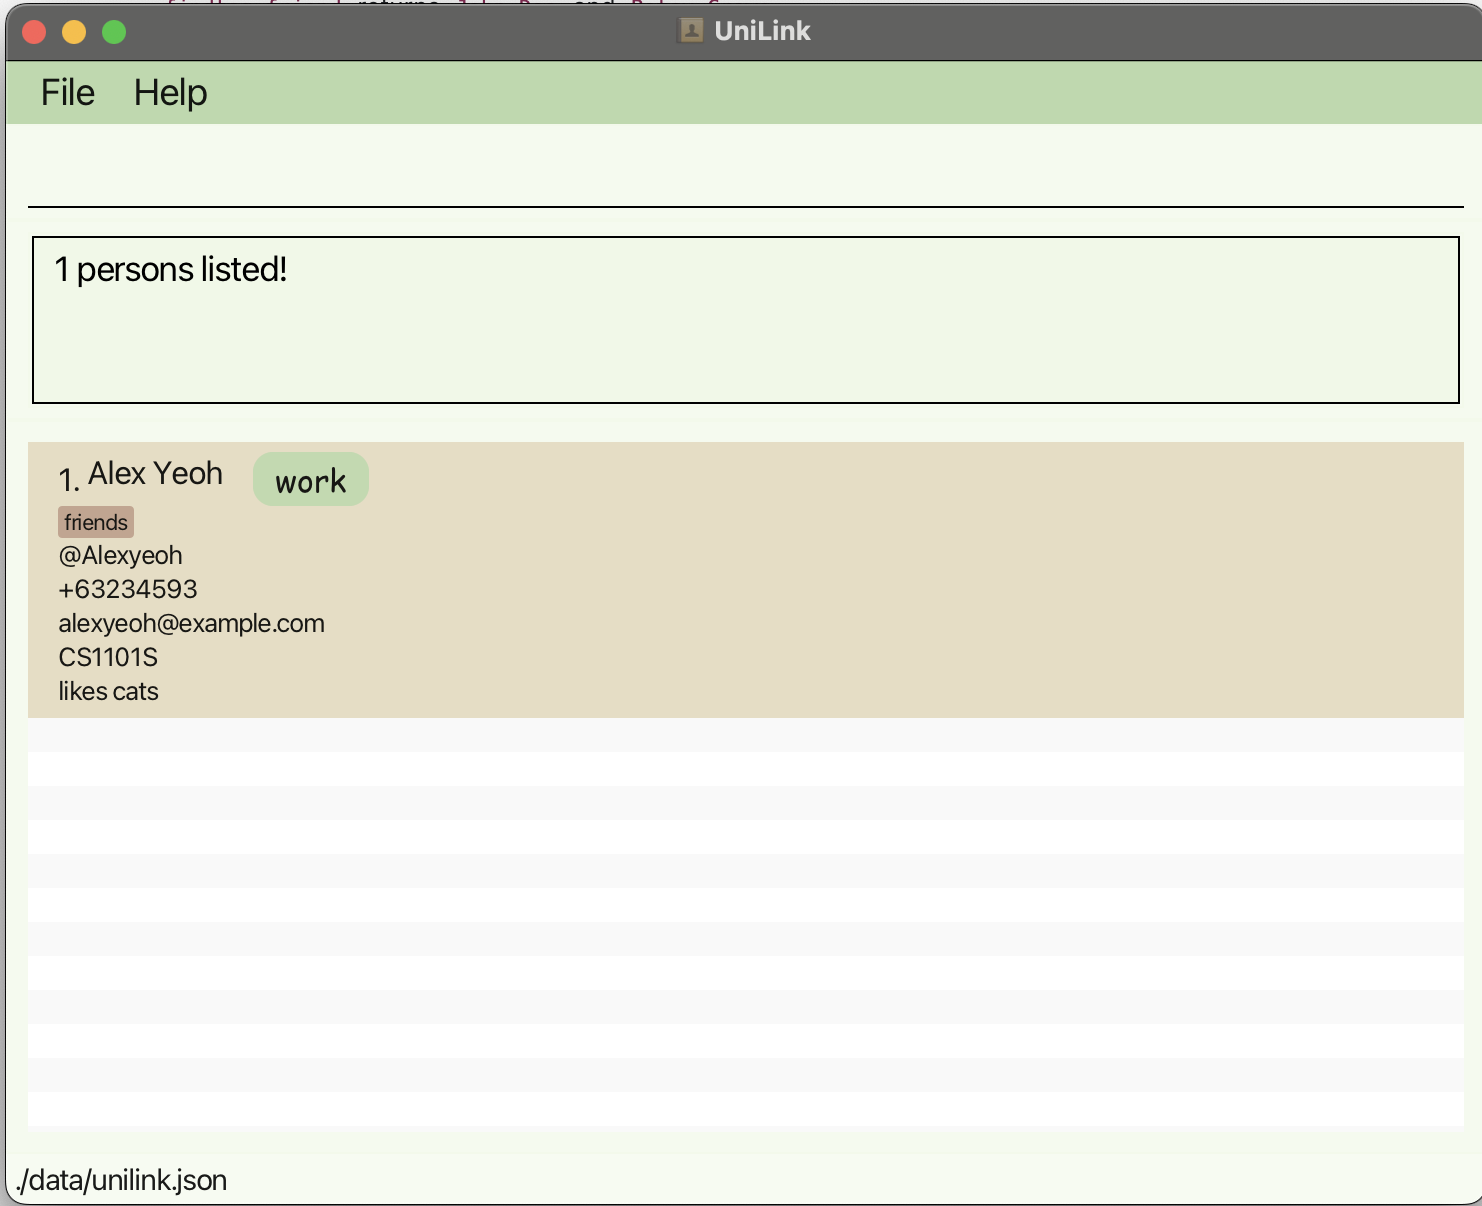 UniLink
File Help
1 persons listed!
1. Alex Yeoh work
friends
@Alexyeoh
+63234593
alexyeoh@example.com
CS1101S
likes cats
./data/unilink.json